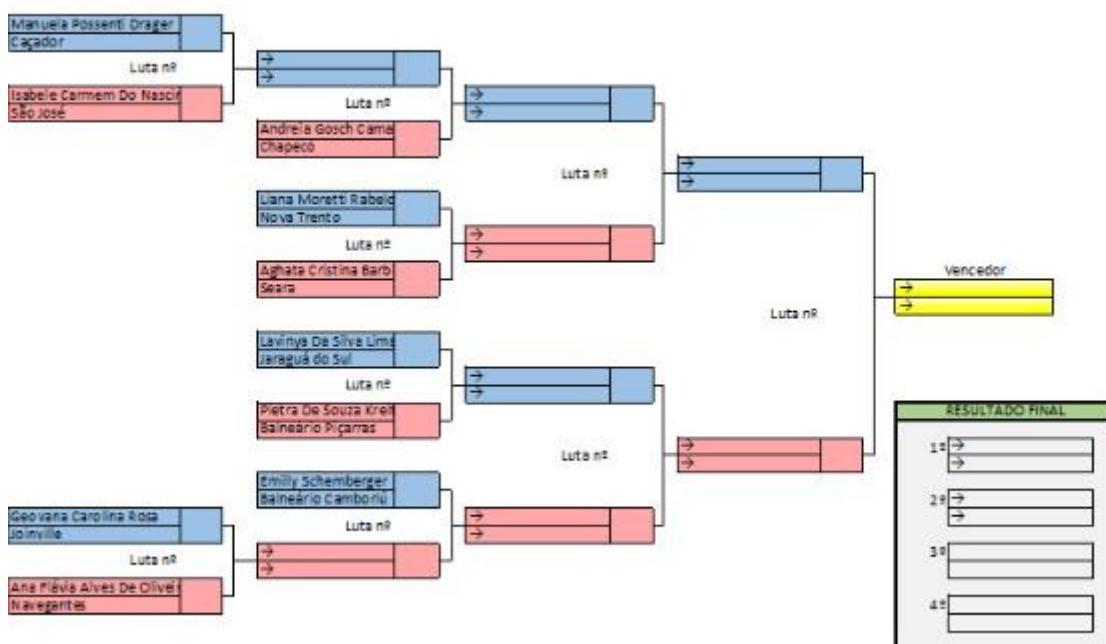 Manuela Possenti Drager
Caçador
Luta nº
Isabele Carmem Do Nascir
São José
→
→
Luta nº
Andreia Gosch Cama
Chapecó
→
→
Luta nº
→
→
Liana Moretti Rabelo
Nova Trento
Luta nº
Aghata Cristina Barb
Seara
→
→
Vencedor
→
→
Luta nº
Lavinya Da Silva Lima
Jaraguá do Sul
Luta nº
Pietra De Souza Kreit
Balneário Piçarras
→
→
RESULTADO FINAL
Luta nº
→
→
1º →
→
Emilly Schemberger
Balneário Camboriú
Luta nº
2º →
→
Geovana Carolina Rosa
Joinville
Luta nº
Ana Flávia Alves De Oliveir
Navegantes
→
→
→
→
3º
4º